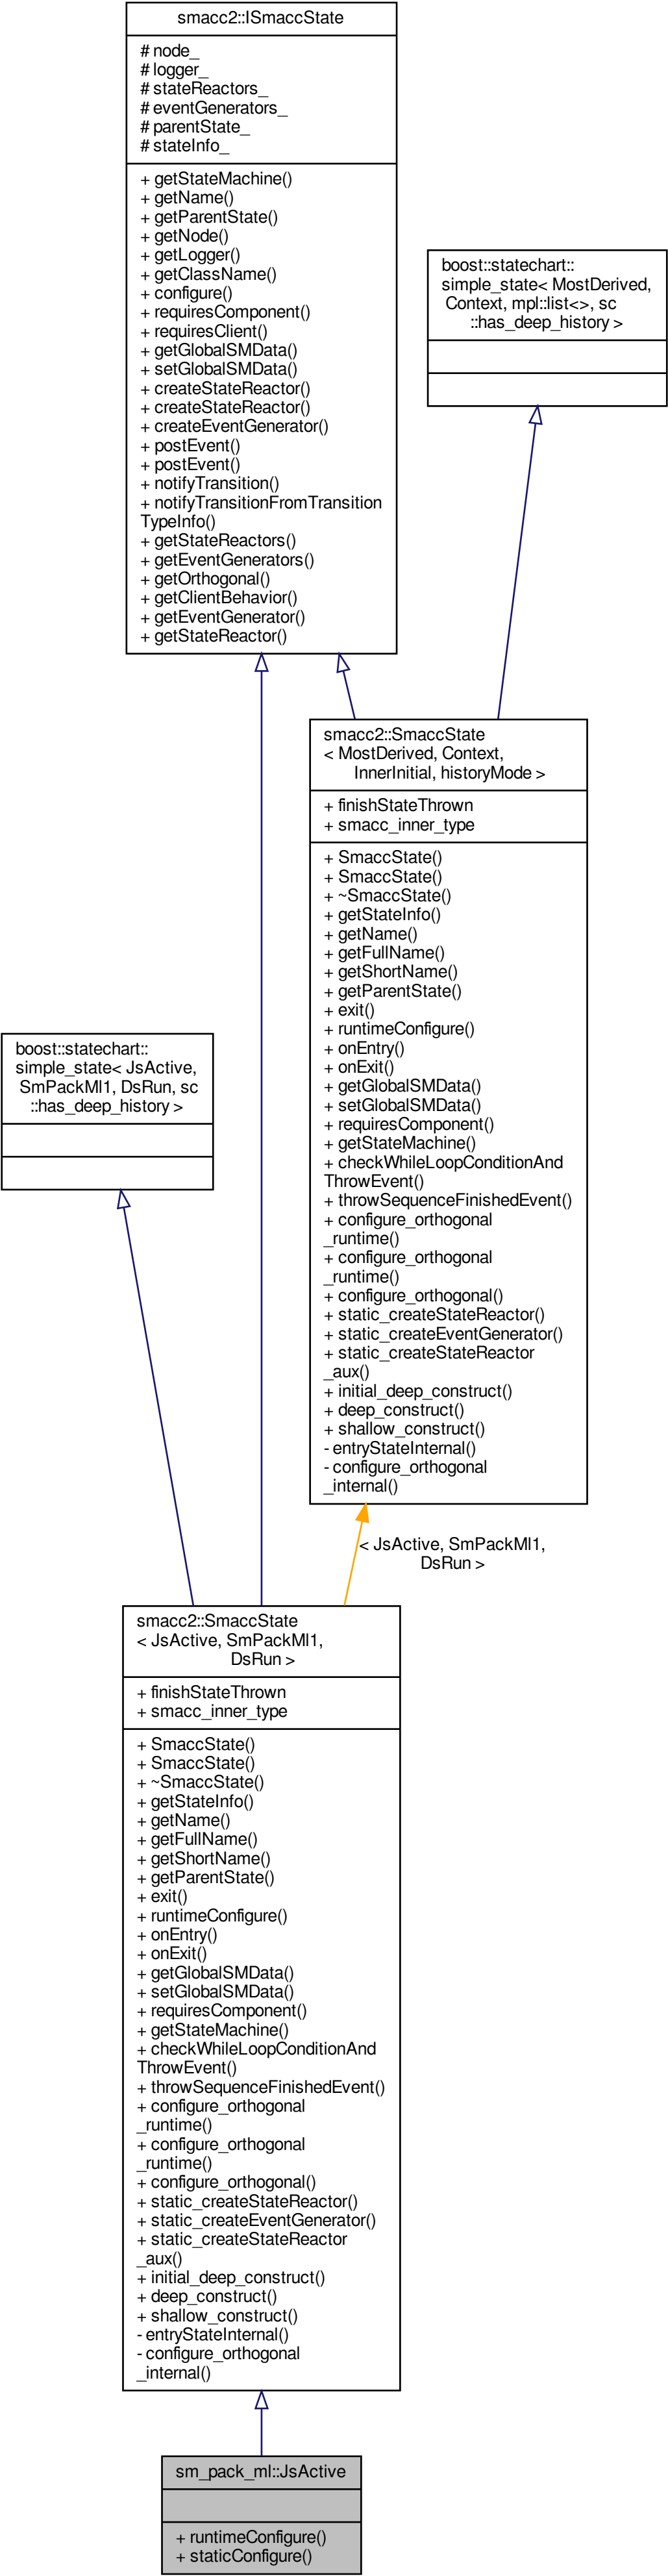 smacc2::ISmaccState
# node_
# logger_
# stateReactors_
# eventGenerators_
# parentState_
# stateInfo_
+ getStateMachine()
+ getName()
+ getParentState()
+ getNode()
+ getLogger()
+ getClassName()
+ configure()
+ requiresComponent()
+ requiresClient()
+ getGlobalSMData()
+ setGlobalSMData()
+ createStateReactor()
+ createStateReactor()
+ createEventGenerator()
+ postEvent()
+ postEvent()
+ notifyTransition()
+ notifyTransitionFromTransition
TypeInfo()
+ getStateReactors()
+ getEventGenerators()
+ getOrthogonal()
+ getClientBehavior()
+ getEventGenerator()
+ getStateReactor()
boost::statechart::
simple_state< MostDerived,
Context, mpl::list<>, sc
::has_deep_history >
smacc2::SmaccState
< MostDerived, Context,
InnerInitial, historyMode >
+ finishStateThrown
+ smacc_inner_type
+ SmaccState()
+ SmaccState()
+ ~SmaccState()
+ getStateInfo()
+ getName()
+ getFullName()
+ getShortName()
+ getParentState()
+ exit()
+ runtimeConfigure()
+ onEntry()
+ onExit()
+ getGlobalSMData()
+ setGlobalSMData()
+ requiresComponent()
+ getStateMachine()
+ checkWhileLoopConditionAnd
ThrowEvent()
+ throwSequenceFinishedEvent()
+ configure_orthogonal
_runtime()
+ configure_orthogonal
_runtime()
+ configure_orthogonal()
+ static_createStateReactor()
+ static_createEventGenerator()
+ static_createStateReactor
_aux()
+ initial_deep_construct()
+ deep_construct()
+ shallow_construct()
- entryStateInternal()
- configure_orthogonal
_internal()
boost::statechart::
simple_state< JsActive,
SmPackMl1, DsRun, sc
::has_deep_history >
< JsActive, SmPackMl1,
DsRun >
smacc2::SmaccState
< JsActive, SmPackMl1,
DsRun >
+ finishStateThrown
+ smacc_inner_type
+ SmaccState()
+ SmaccState()
+ ~SmaccState()
+ getStateInfo()
+ getName()
+ getFullName()
+ getShortName()
+ getParentState()
+ exit()
+ runtimeConfigure()
+ onEntry()
+ onExit()
+ getGlobalSMData()
+ setGlobalSMData()
+ requiresComponent()
+ getStateMachine()
+ checkWhileLoopConditionAnd
ThrowEvent()
+ throwSequenceFinishedEvent()
+ configure_orthogonal
_runtime()
+ configure_orthogonal
_runtime()
+ configure_orthogonal()
+ static_createStateReactor()
+ static_createEventGenerator()
+ static_createStateReactor
_aux()
+ initial_deep_construct()
+ deep_construct()
+ shallow_construct()
- entryStateInternal()
- configure_orthogonal
_internal()
sm_pack_ml::JsActive
+ runtimeConfigure()
+ staticConfigure()